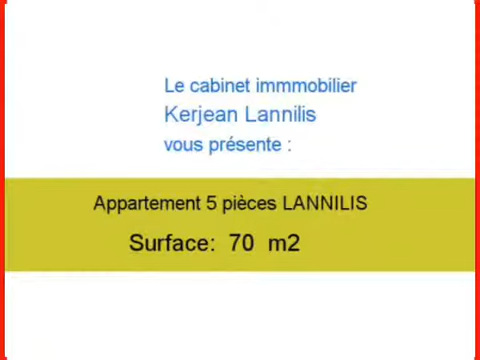 Le cabinet immmobilier
Kerjean Lannilis
vous présente :
Appartement 5 pièces LANNILIS
Surface: 70 m2